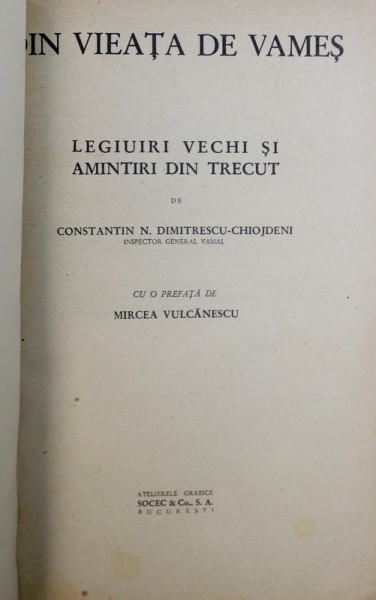 DIN VIEAȚA DE VAMEȘ
LEGIUIRI VECHI ȘI
AMINTIRI DIN TRECUT
DE
CONSTANTIN N. DIMITRESCU-CHIOJDENI
INSPECTOR GENERAL VAMAL
CU O PREFAȚĂ DE
MIRCEA VULCĂNESCU
ATELIERELE GRAFICE
SOCEC & Co., S. A.
BUCUREȘTI